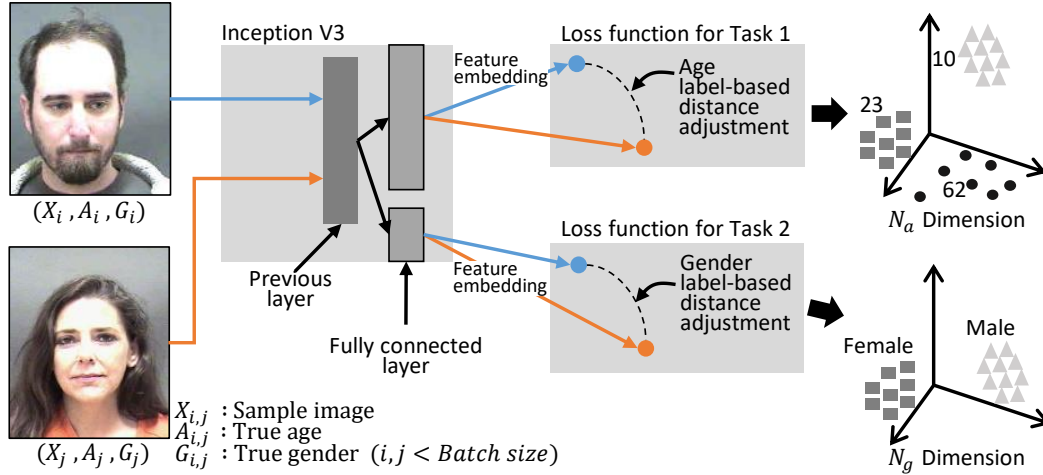 Inception V3
Loss function for Task 1
Feature
embedding
Age
label-based
distance
adjustment
10
23
62
$N_a$ Dimension
$(X_i , A_i , G_i)$
Previous
layer
Fully connected
layer
Loss function for Task 2
Feature
embedding
Gender
label-based
distance
adjustment
Female
Male
$N_g$ Dimension
$(X_j , A_j , G_j)$
$X_{i,j}$ : Sample image
$A_{i,j}$ : True age
$G_{i,j}$ : True gender $(i, j < Batch size)$